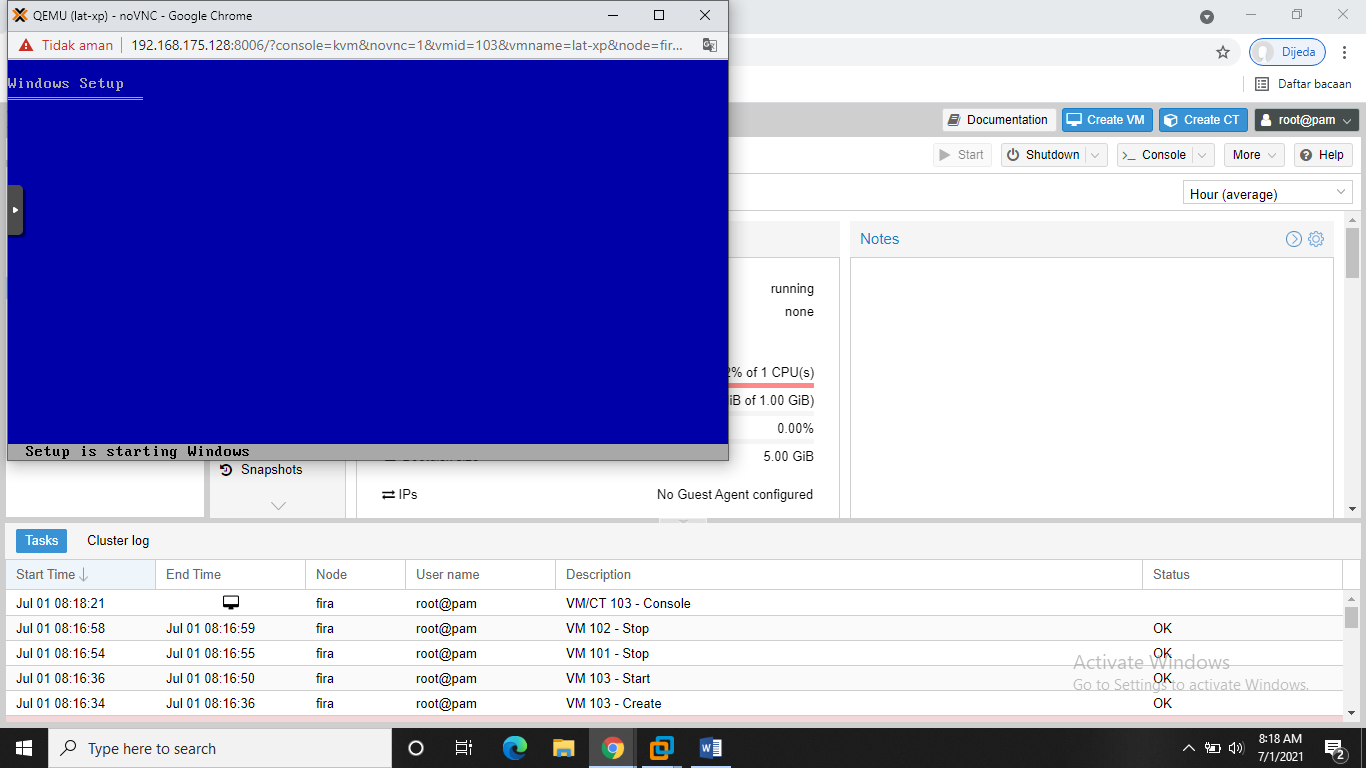 QEMU (lat-xp) - noVNC - Google Chrome
Tidak aman
192.168.175.128:8006/?console=kvm&novnc=1&vmid=103&vmname=lat-xp&node=fir...
Dijeda
Daftar bacaan
Windows Setup
Documentation
Create VM
Create CT
root@pam
Start
Shutdown
Console
More
Help
Hour (average)
Notes
running
none
2% of 1 CPU(s)
iB of 1.00 GiB)
0.00%
5.00 GiB
Setup is starting Windows
Snapshots
IPs
No Guest Agent configured
Tasks
Cluster log
Start Time End Time Node User name Description Status
Jul 01 08:18:21 fira root@pam VM/CT 103 - Console
Jul 01 08:16:58 Jul 01 08:16:59 fira root@pam VM 102 - Stop OK
Jul 01 08:16:54 Jul 01 08:16:55 fira root@pam VM 101 - Stop OK
Jul 01 08:16:36 Jul 01 08:16:50 fira root@pam VM 103 - Start OK
Jul 01 08:16:34 Jul 01 08:16:36 fira root@pam VM 103 - Create OK
Activate Windows
Go to Settings to activate Windows.
Type here to search
8:18 AM
7/1/2021
2